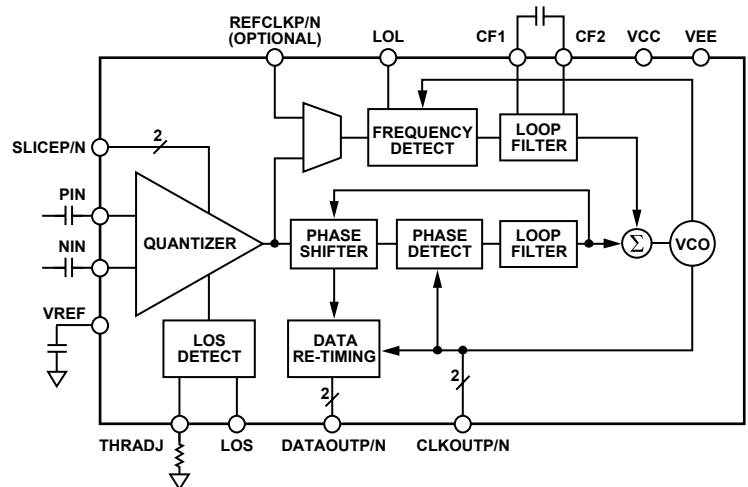 REFCLKP/N
(OPTIONAL)
LOL
CF1
CF2
VCC
VEE
SLICEP/N
2
FREQUENCY
DETECT
LOOP
FILTER
PIN
QUANTIZER
PHASE
SHIFTER
PHASE
DETECT
LOOP
FILTER
Σ
VCO
NIN
VREF
LOS
DETECT
DATA
RE-TIMING
2
2
THRADJ
LOS
DATAOUTP/N
CLKOUTP/N